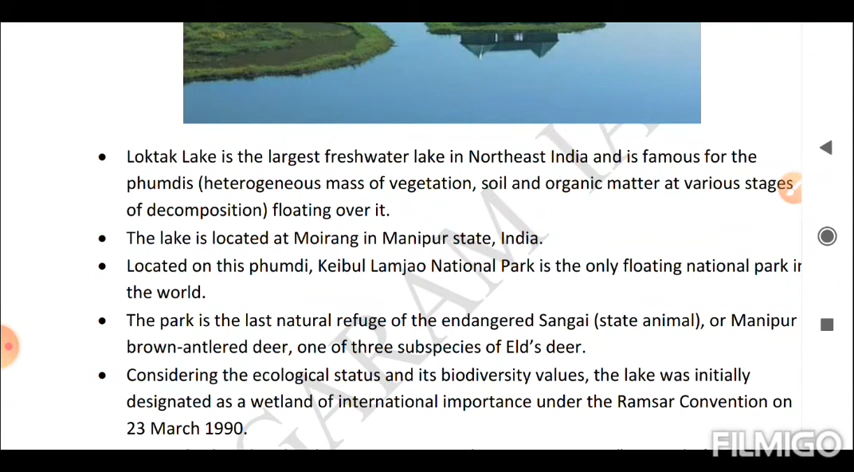 • Loktak Lake is the largest freshwater lake in Northeast India and is famous for the
phumdis (heterogeneous mass of vegetation, soil and organic matter at various stages
of decomposition) floating over it.
• The lake is located at Moirang in Manipur state, India.
• Located on this phumdi, Keibul Lamjao National Park is the only floating national park in
the world.
• The park is the last natural refuge of the endangered Sangai (state animal), or Manipur
brown-antlered deer, one of three subspecies of Eld's deer.
• Considering the ecological status and its biodiversity values, the lake was initially
designated as a wetland of international importance under the Ramsar Convention on
23 March 1990.
FILMIGO